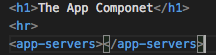 <h1>The App Componet</h1>
<hr>
<app-servers></app-servers>